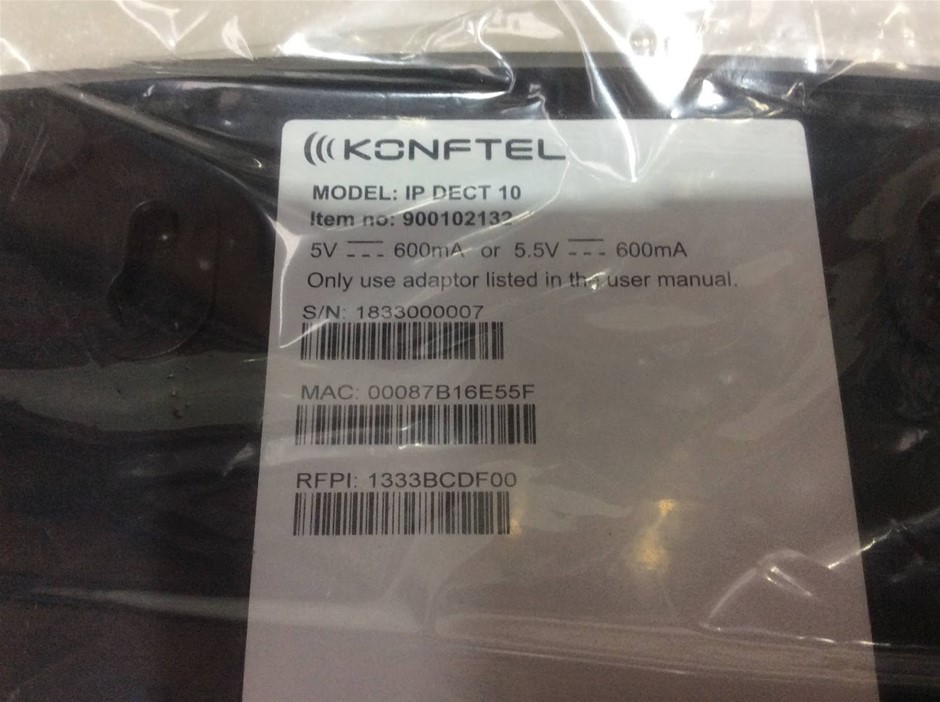 KONFTEL
MODEL: IP DECT 10
Item no: 900102132
5V 600mA or 5.5V 600mA
Only use adaptor listed in the user manual.
S/N: 1833000007
MAC: 00087B16E55F
RFPI: 1333BCDF00